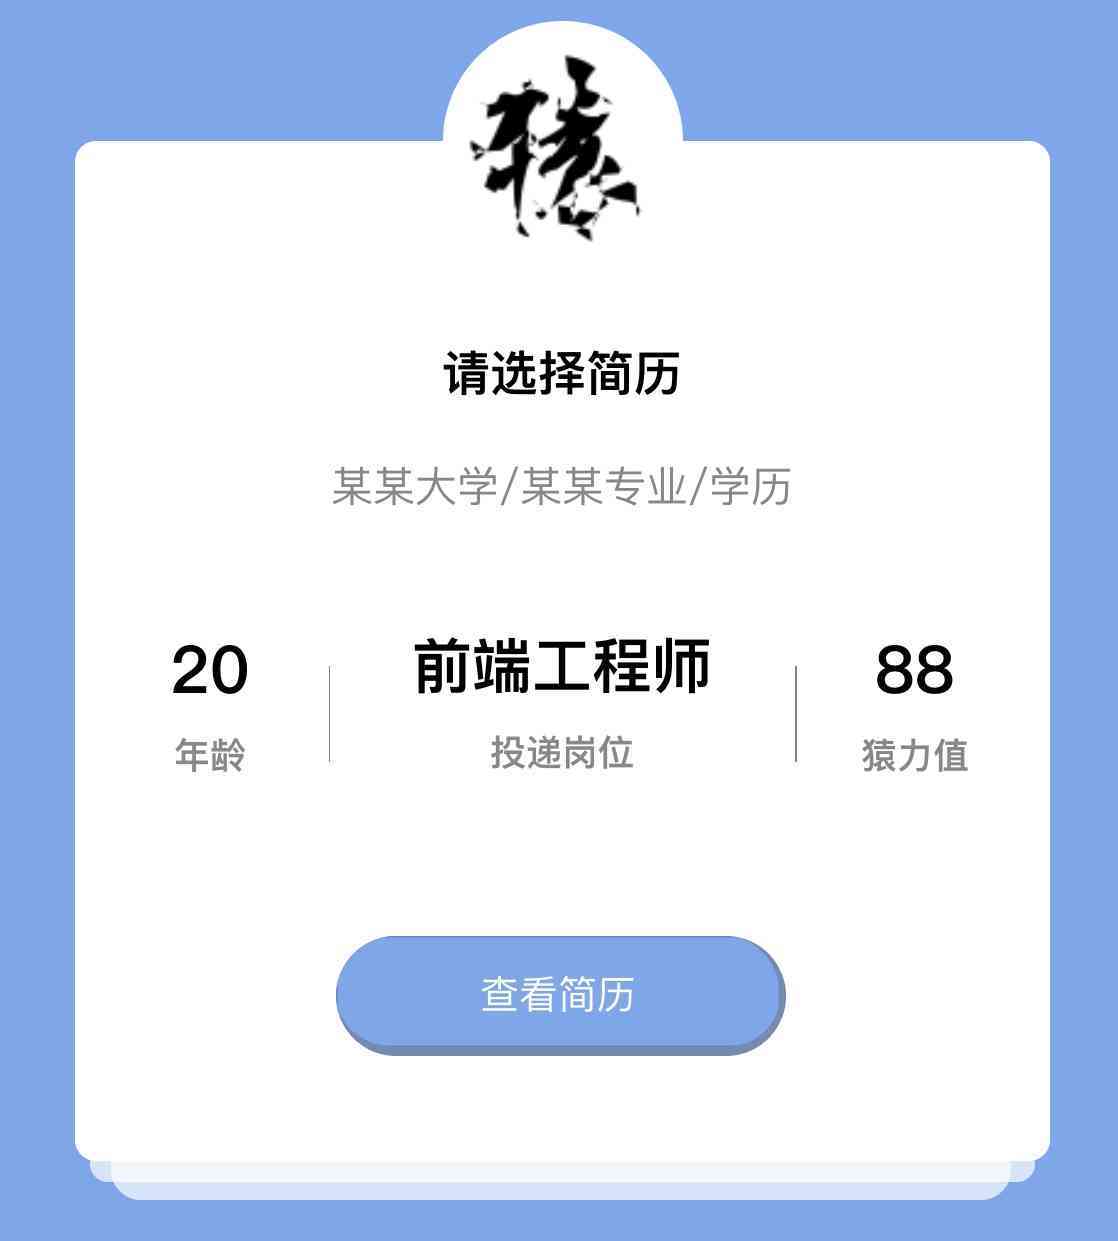 猿
请选择简历
某某大学/某某专业/学历
20 前端工程师 88
年龄 投递岗位 猿力值
查看简历